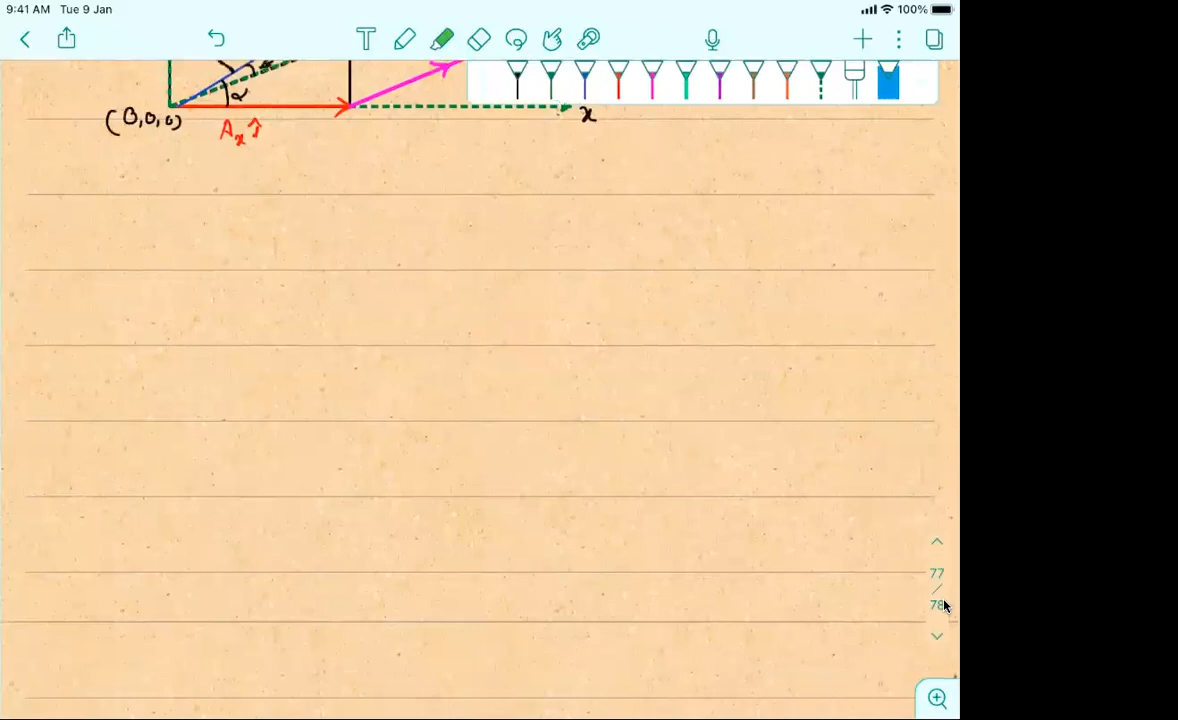 9:41 AM Tue 9 Jan
100%
T
α
(0,0,0)
x
Aₓ î
77
/
78